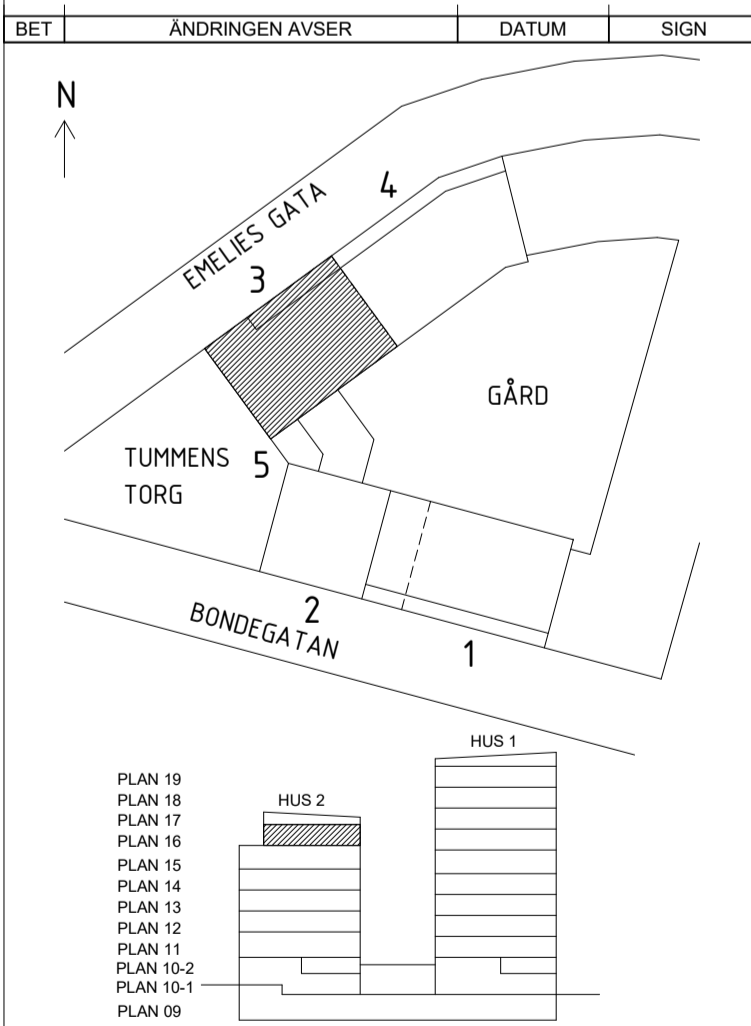 BET ÄNDRINGEN AVSER DATUM SIGN
N
4
EMELIES GATA
3
GÅRD
TUMMENS
TORG
5
2
BONDEGATAN
1
HUS 1
PLAN 19
PLAN 18
HUS 2
PLAN 17
PLAN 16
PLAN 15
PLAN 14
PLAN 13
PLAN 12
PLAN 11
PLAN 10-2
PLAN 10-1
PLAN 09